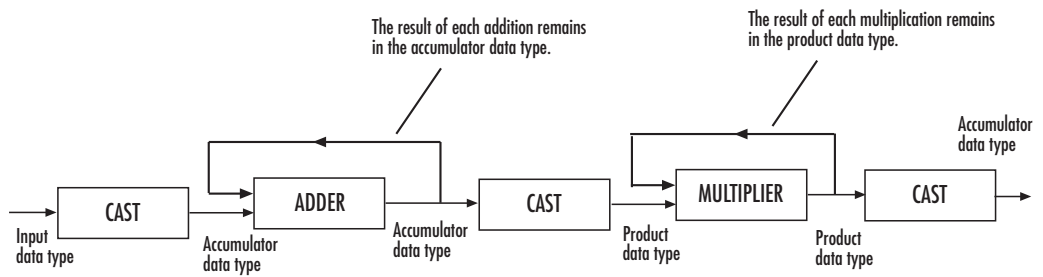 The result of each addition remains
in the accumulator data type.
The result of each multiplication remains
in the product data type.
Accumulator
data type
CAST
ADDER
CAST
MULTIPLIER
CAST
Input
data type
Accumulator
data type
Accumulator
data type
Product
data type
Product
data type